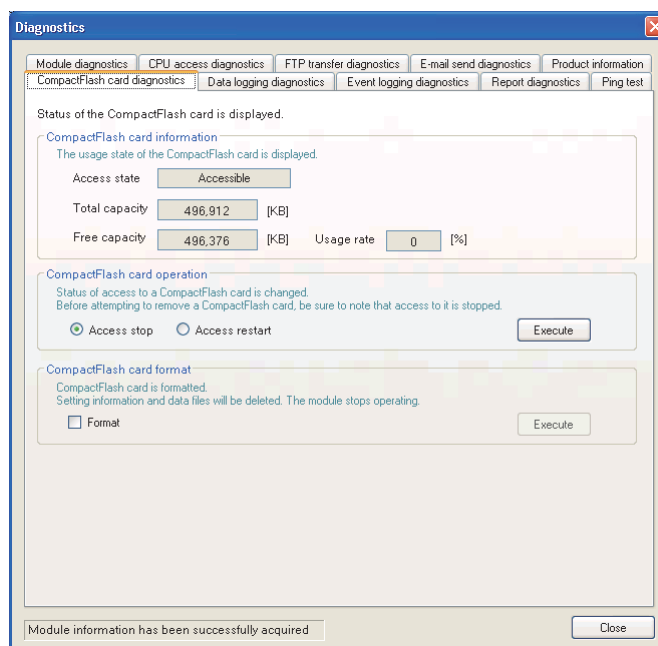 Diagnostics
Module diagnostics CPU access diagnostics FTP transfer diagnostics E-mail send diagnostics Product information
CompactFlash card diagnostics Data logging diagnostics Event logging diagnostics Report diagnostics Ping test
Status of the CompactFlash card is displayed.
CompactFlash card information
The usage state of the CompactFlash card is displayed.
Access state Accessible
Total capacity 496,912 [KB]
Free capacity 496,376 [KB] Usage rate 0 [%]
CompactFlash card operation
Status of access to a CompactFlash card is changed.
Before attempting to remove a CompactFlash card, be sure to note that access to it is stopped.
Access stop Access restart Execute
CompactFlash card format
CompactFlash card is formatted.
Setting information and data files will be deleted. The module stops operating.
Format Execute
Module information has been successfully acquired Close